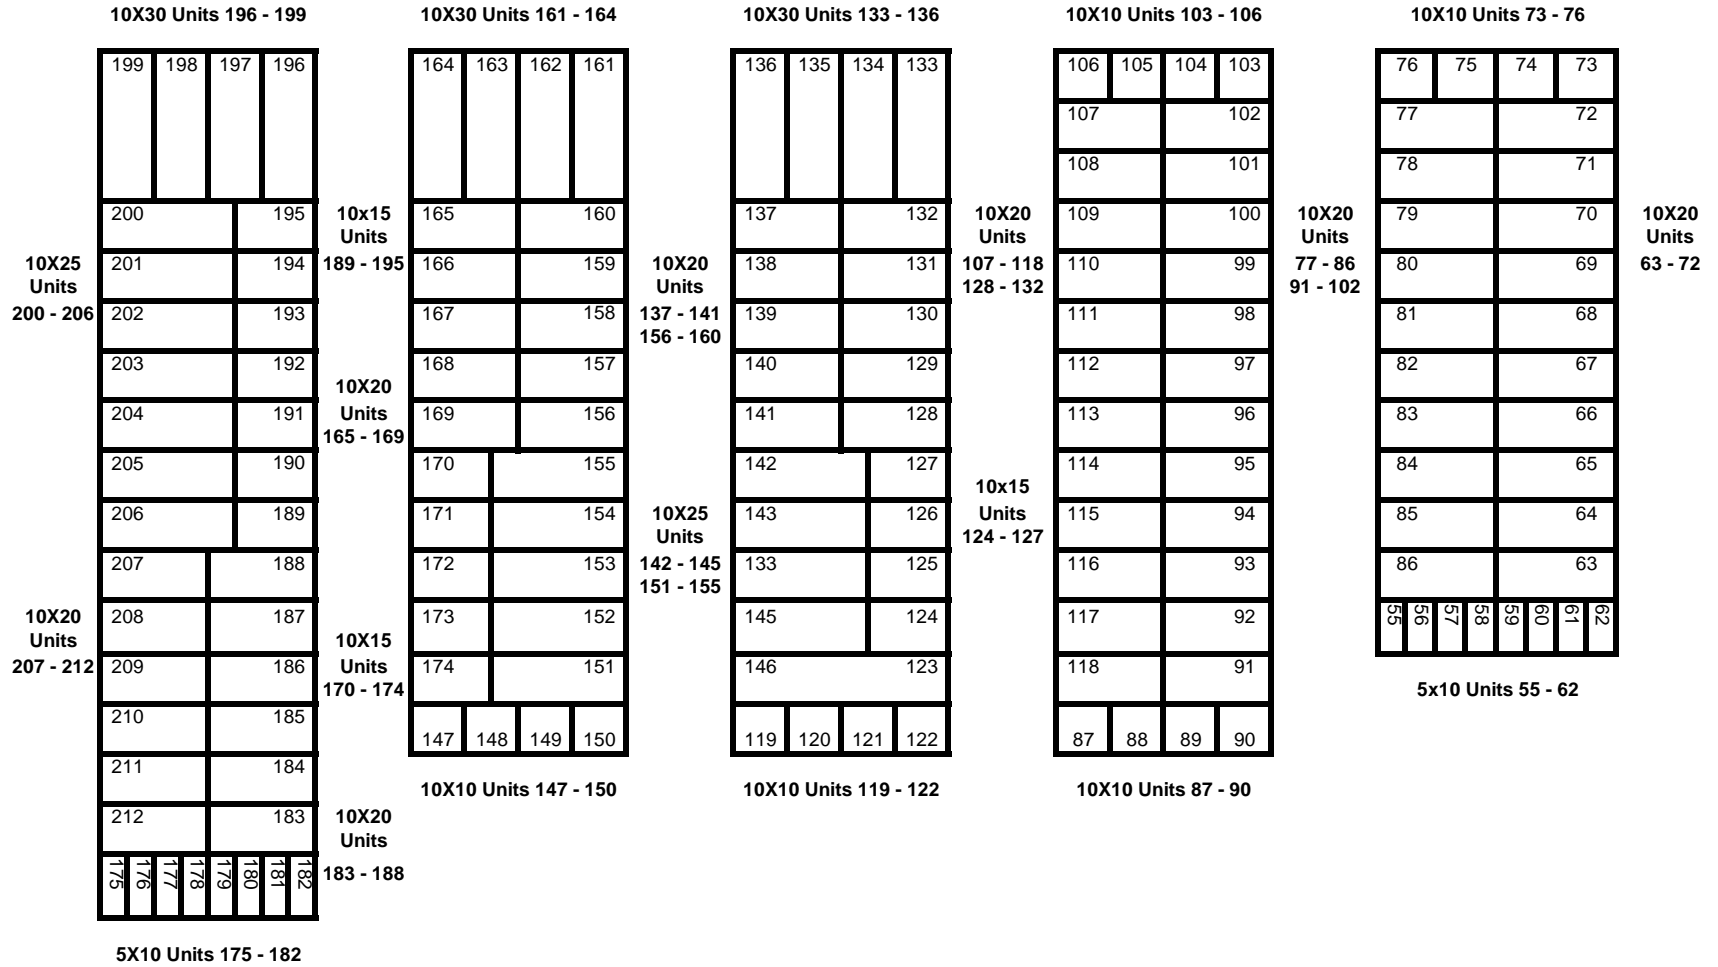 10X30 Units 196 - 199
10X30 Units 161 - 164
10X30 Units 133 - 136
10X10 Units 103 - 106
10X10 Units 73 - 76
199 198 197 196
164 163 162 161
136 135 134 133
106 105 104 103
76 75 74 73
107 102
77 72
108 101
78 71
200 195
10x15
165 160
137 132
10X20
109 100
10X20
79 70
10X20
Units
Units
Units
Units
10X25
201 194
189 - 195
166 159
10X20
138 131
107 - 118
110 99
77 - 86
80 69
63 - 72
Units
Units
128 - 132
91 - 102
200 - 206
202 193
167 158
137 - 141
139 130
111 98
81 68
156 - 160
203 192
168 157
140 129
112 97
82 67
10X20
204 191
Units
169 156
141 128
113 96
83 66
165 - 169
205 190
170 155
142 127
114 95
84 65
10x15
206 189
171 154
10X25
143 126
Units
115 94
85 64
Units
124 - 127
207 188
172 153
142 - 145
133 125
116 93
86 63
151 - 155
10X20
208 187
173 152
145 124
117 92
55 56 57 58 59 60 61 62
Units
10X15
207 - 212
209 186
Units
174 151
146 123
118 91
170 - 174
5x10 Units 55 - 62
210 185
147 148 149 150
119 120 121 122
87 88 89 90
211 184
10X10 Units 147 - 150
10X10 Units 119 - 122
10X10 Units 87 - 90
212 183
10X20
Units
175 176 177 178 179 180 181 182
183 - 188
5X10 Units 175 - 182